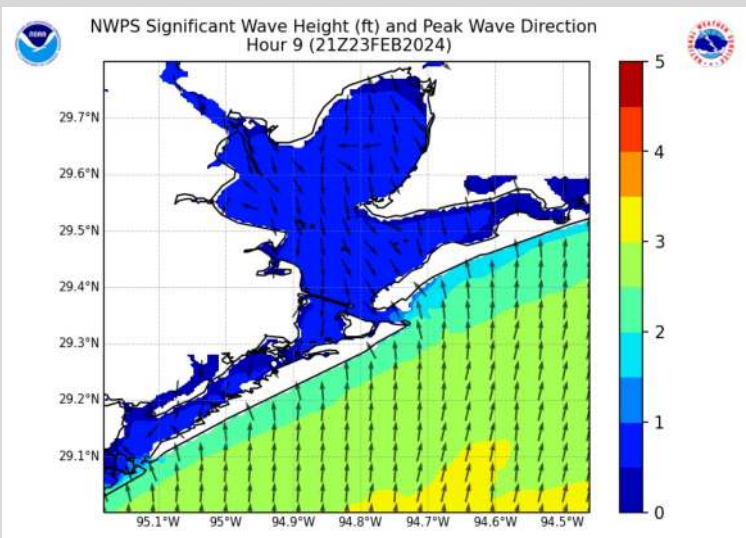 NWPS Significant Wave Height (ft) and Peak Wave Direction
Hour 9 (21Z23FEB2024)
NOAA
29.7°N
29.6°N
29.5°N
29.4°N
29.3°N
29.2°N
29.1°N
95.1°W
95°W
94.9°W
94.8°W
94.7°W
94.6°W
94.5°W
5
4
3
2
1
0